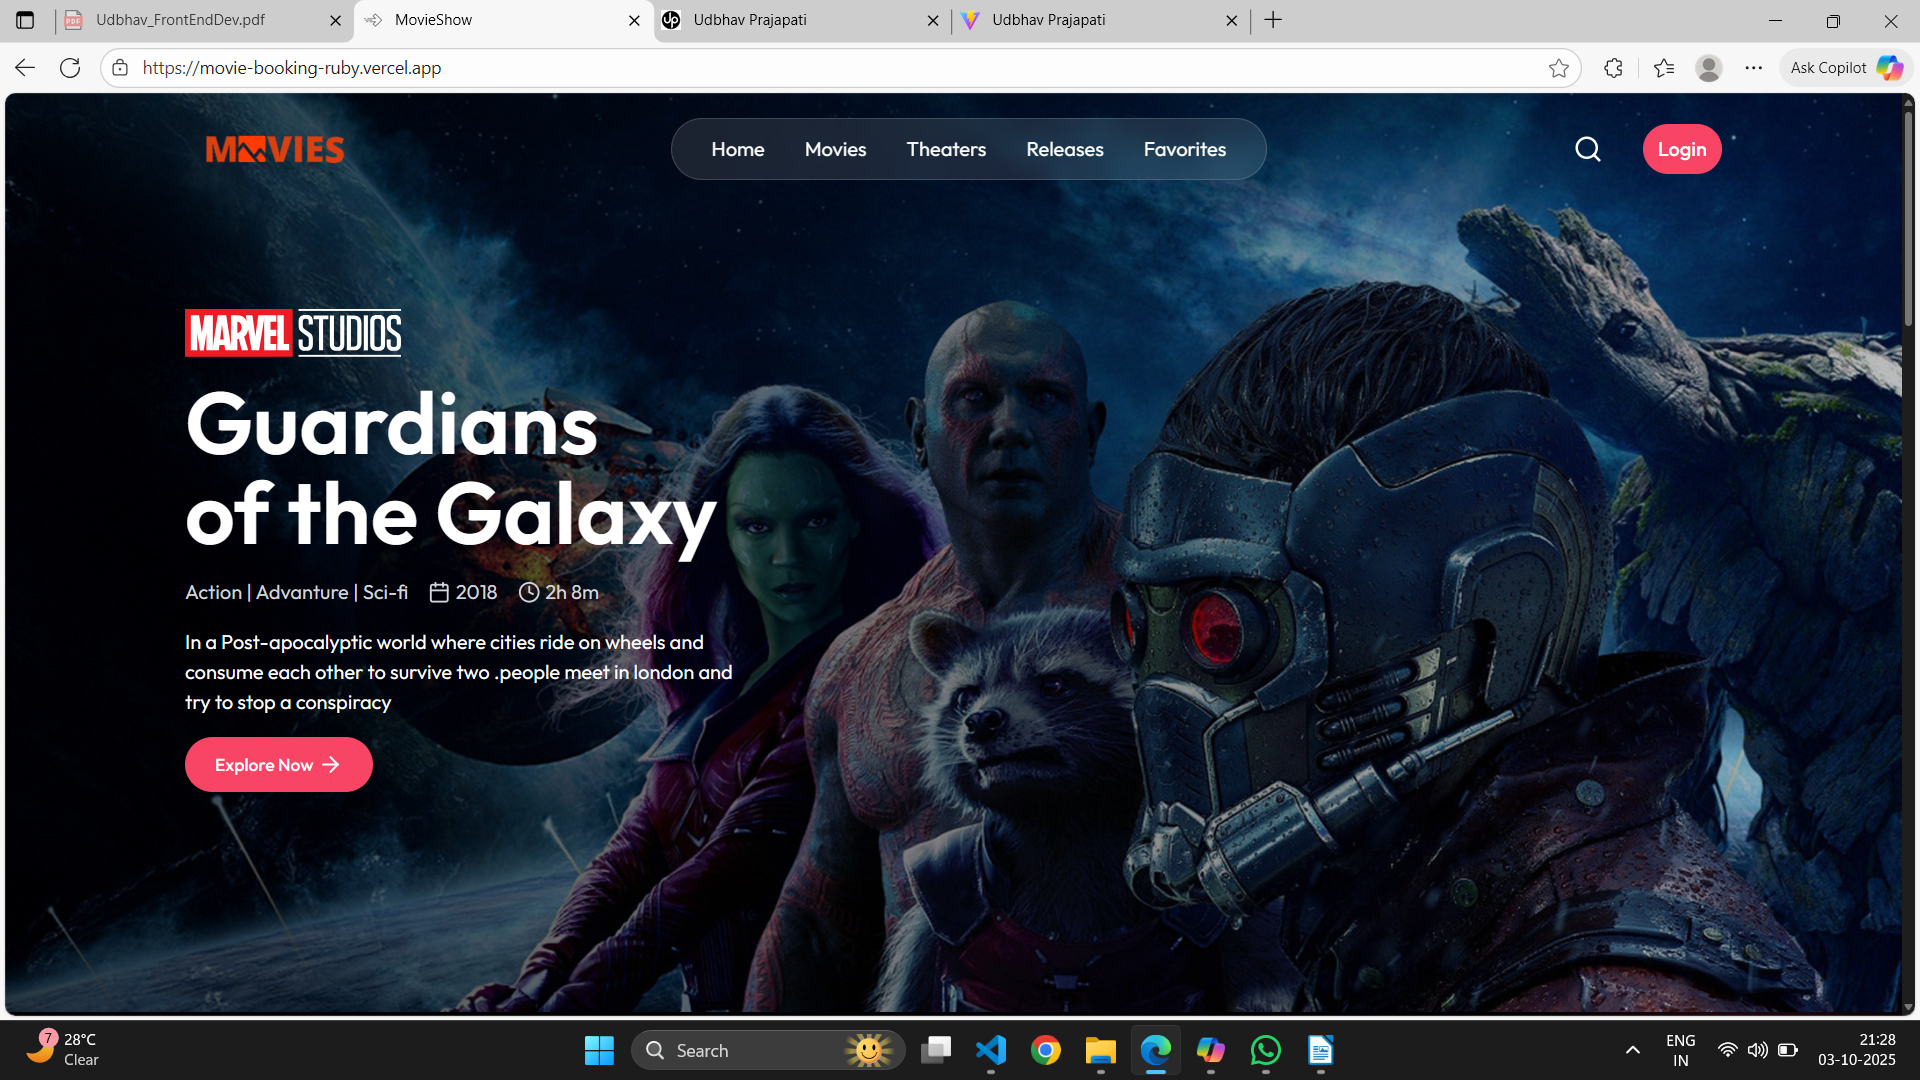 Udbhav_FrontEndDev.pdf
MovieShow
Udbhav Prajapati
Udbhav Prajapati
https://movie-booking-ruby.vercel.app
Ask Copilot
MOVIES
Home
Movies
Theaters
Releases
Favorites
Login
MARVEL STUDIOS
Guardians
of the Galaxy
Action | Advanture | Sci-fi 2018 2h 8m
In a Post-apocalyptic world where cities ride on wheels and
consume each other to survive two .people meet in london and
try to stop a conspiracy
Explore Now
7
28°C
Clear
Search
ENG
IN
21:28
03-10-2025